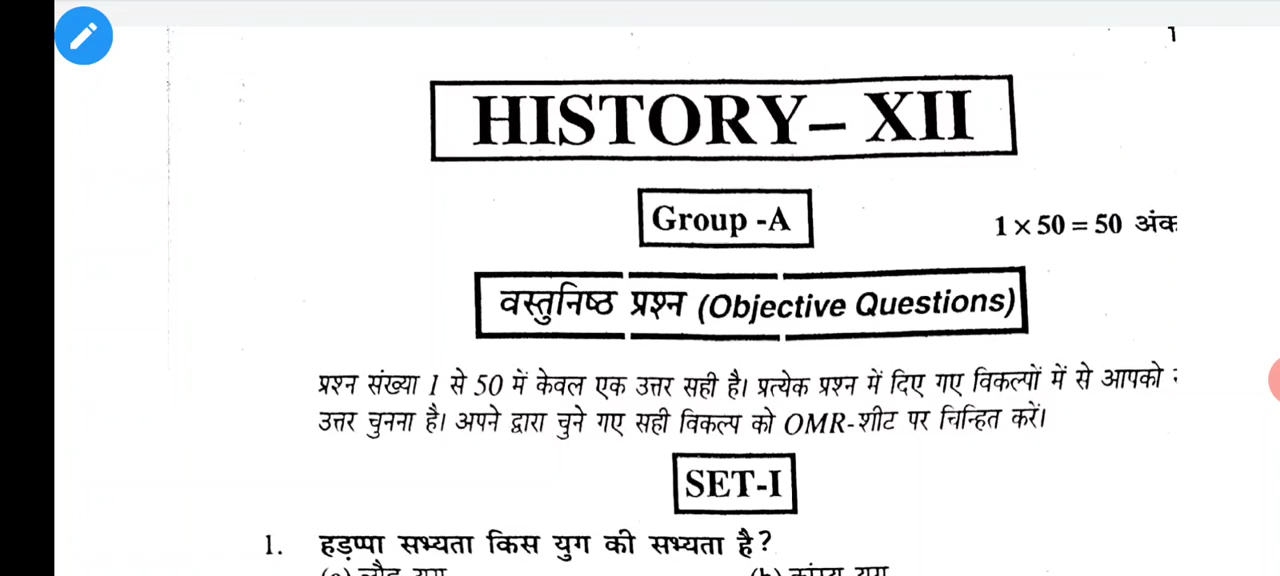 HISTORY– XII
Group -A
1 × 50 = 50 अंक
वस्तुनिष्ठ प्रश्न (Objective Questions)
प्रश्न संख्या 1 से 50 में केवल एक उत्तर सही है। प्रत्येक प्रश्न में दिए गए विकल्पों में से आपको
उत्तर चुनना है। अपने द्वारा चुने गए सही विकल्प को OMR-शीट पर चिन्हित करें।
SET-I
1. हड़प्पा सभ्यता किस युग की सभ्यता है?